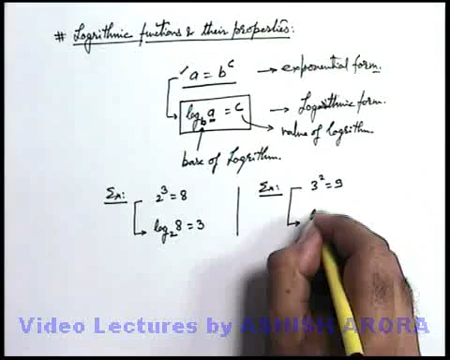 # Logrithmic functions & their properties:
a = b^c → exponential form.
log_b a = c → Logarithmic form.
value of logrithm.
base of Logrithm.
Ex: 2^3 = 8
log_2 8 = 3
Ex: 3^2 = 9
Video Lectures by ASHISH ARORA